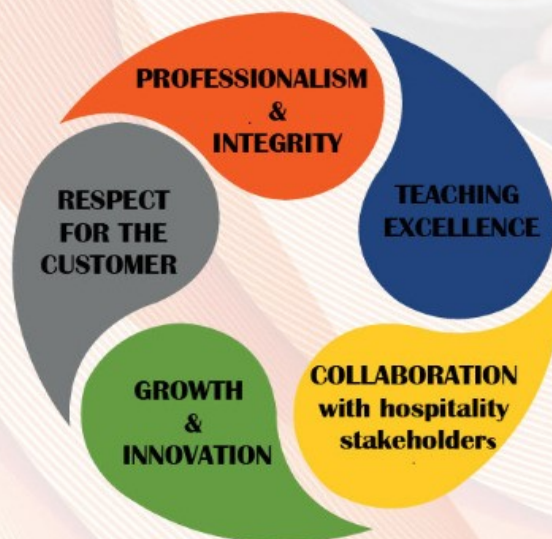 PROFESSIONALISM
&
INTEGRITY
TEACHING
EXCELLENCE
COLLABORATION
with hospitality
stakeholders
GROWTH
&
INNOVATION
RESPECT
FOR THE
CUSTOMER